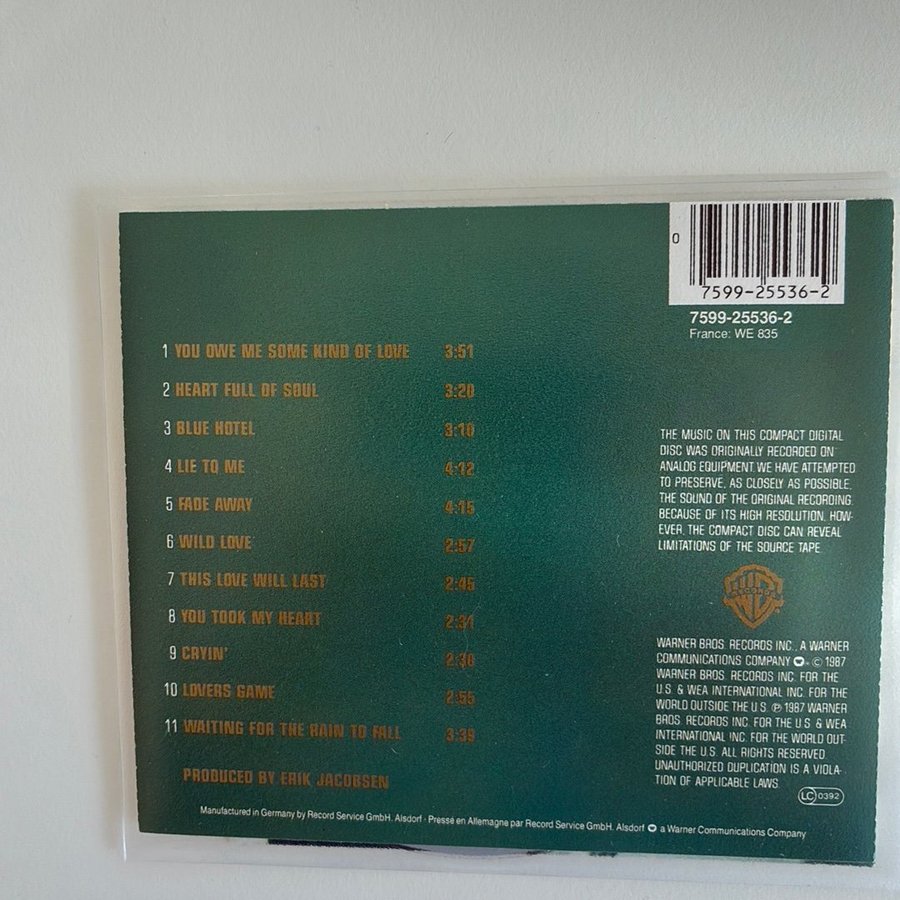 0
7599-25536-2
7599-25536-2
France: WE 835
1 YOU OWE ME SOME KIND OF LOVE 3:51
2 HEART FULL OF SOUL 3:20
3 BLUE HOTEL 3:10
4 LIE TO ME 4:12
5 FADE AWAY 4:15
6 WILD LOVE 2:57
7 THIS LOVE WILL LAST 2:45
8 YOU TOOK MY HEART 2:31
9 CRYIN' 2:36
10 LOVERS GAME 2:55
11 WAITING FOR THE RAIN TO FALL 3:39
PRODUCED BY ERIK JACOBSEN
THE MUSIC ON THIS COMPACT DIGITAL
DISC WAS ORIGINALLY RECORDED ON
ANALOG EQUIPMENT. WE HAVE ATTEMPTED
TO PRESERVE, AS CLOSELY AS POSSIBLE,
THE SOUND OF THE ORIGINAL RECORDING.
BECAUSE OF ITS HIGH RESOLUTION, HOW-
EVER, THE COMPACT DISC CAN REVEAL
LIMITATIONS OF THE SOURCE TAPE
RECORDS
WARNER BROS. RECORDS INC., A WARNER
COMMUNICATIONS COMPANY © 1987
WARNER BROS. RECORDS INC. FOR THE
U.S. & WEA INTERNATIONAL INC. FOR THE
WORLD OUTSIDE THE U.S. ℗ 1987 WARNER
BROS. RECORDS INC. FOR THE U.S. & WEA
INTERNATIONAL INC. FOR THE WORLD OUT-
SIDE THE U.S. ALL RIGHTS RESERVED.
UNAUTHORIZED DUPLICATION IS A VIOLA-
TION OF APPLICABLE LAWS.
LC 0392
Manufactured in Germany by Record Service GmbH. Alsdorf · Pressé en Allemagne par Record Service GmbH. Alsdorf a Warner Communications Company